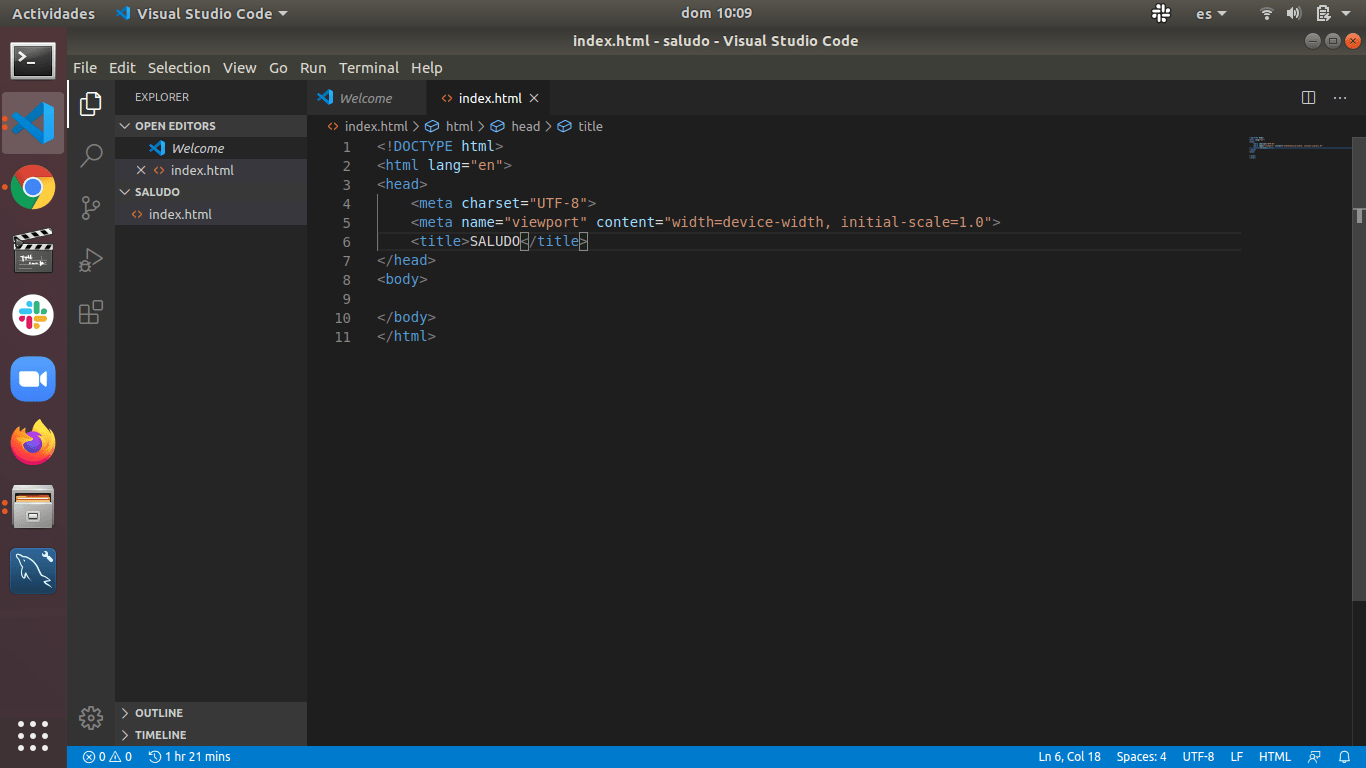 Actividades Visual Studio Code dom 10:09 es
index.html - saludo - Visual Studio Code
File Edit Selection View Go Run Terminal Help
EXPLORER
OPEN EDITORS
Welcome
index.html
SALUDO
index.html
OUTLINE
TIMELINE
Welcome index.html
index.html html head title
1 <!DOCTYPE html>
2 <html lang="en">
3 <head>
4 <meta charset="UTF-8">
5 <meta name="viewport" content="width=device-width, initial-scale=1.0">
6 <title>SALUDO</title>
7 </head>
8 <body>
9
10 </body>
11 </html>
0 0 1 hr 21 mins Ln 6, Col 18 Spaces: 4 UTF-8 LF HTML